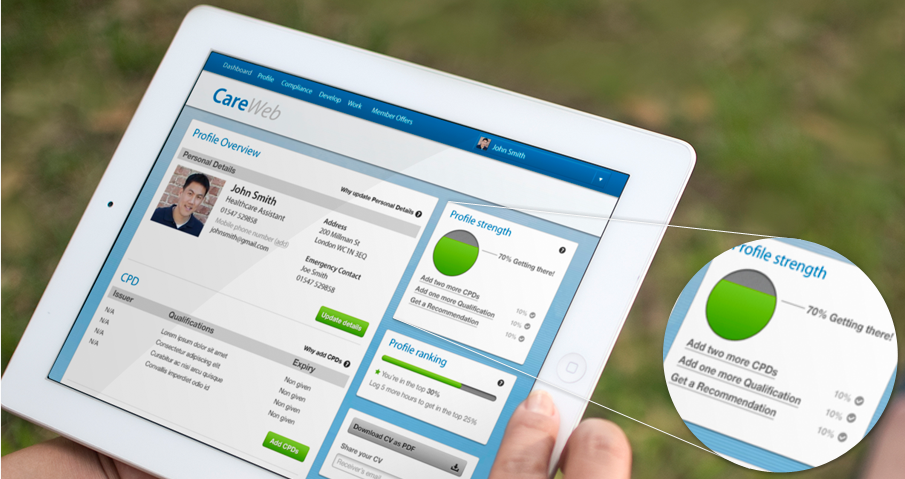 Dashboard Profile Compliance Develop Work Member Offers
John Smith
CareWeb
Profile Overview
Personal Details
Why update Personal Details ?
John Smith
Healthcare Assistant
01547 529858
Mobile phone number (add)
johnsmith@gmail.com
Address
200 Millman St
London WC1N 3EQ
Emergency Contact
Joe Smith
01547 529858
Update details
CPD
Why add CPDs ?
Issuer Qualifications Expiry
N/A Lorem ipsum dolor sit amet Non given
N/A Consectetur adipiscing elit Non given
N/A Curabitur ac nisi arcu quisque Non given
N/A Convallis imperdiet odio id Non given
Add CPDs
Profile strength
?
70% Getting there!
Add two more CPDs 10%
Add one more Qualification 10%
Get a Recommendation 10%
Profile ranking
?
You're in the top 30%
Log 5 more hours to get in the top 25%
Download CV as PDF
Share your CV
Receiver's email
Profile strength
70% Getting there!
Add two more CPDs 10%
Add one more Qualification 10%
Get a Recommendation 10%